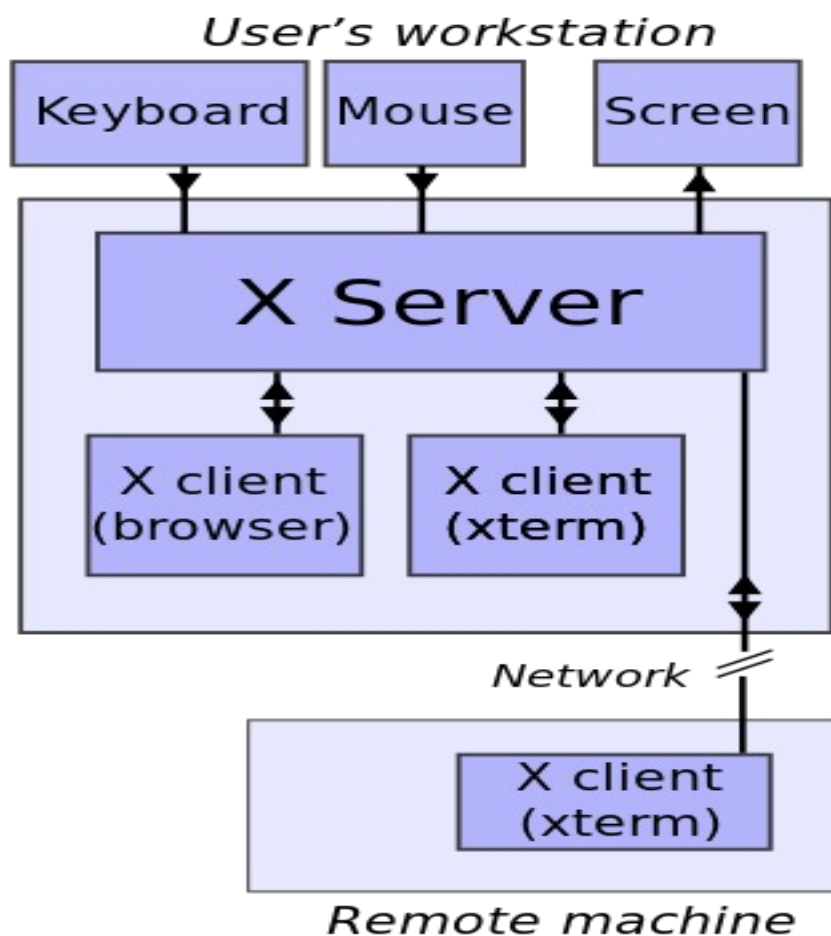 User's workstation
Keyboard
Mouse
Screen
X Server
X client
(browser)
X client
(xterm)
Network
X client
(xterm)
Remote machine